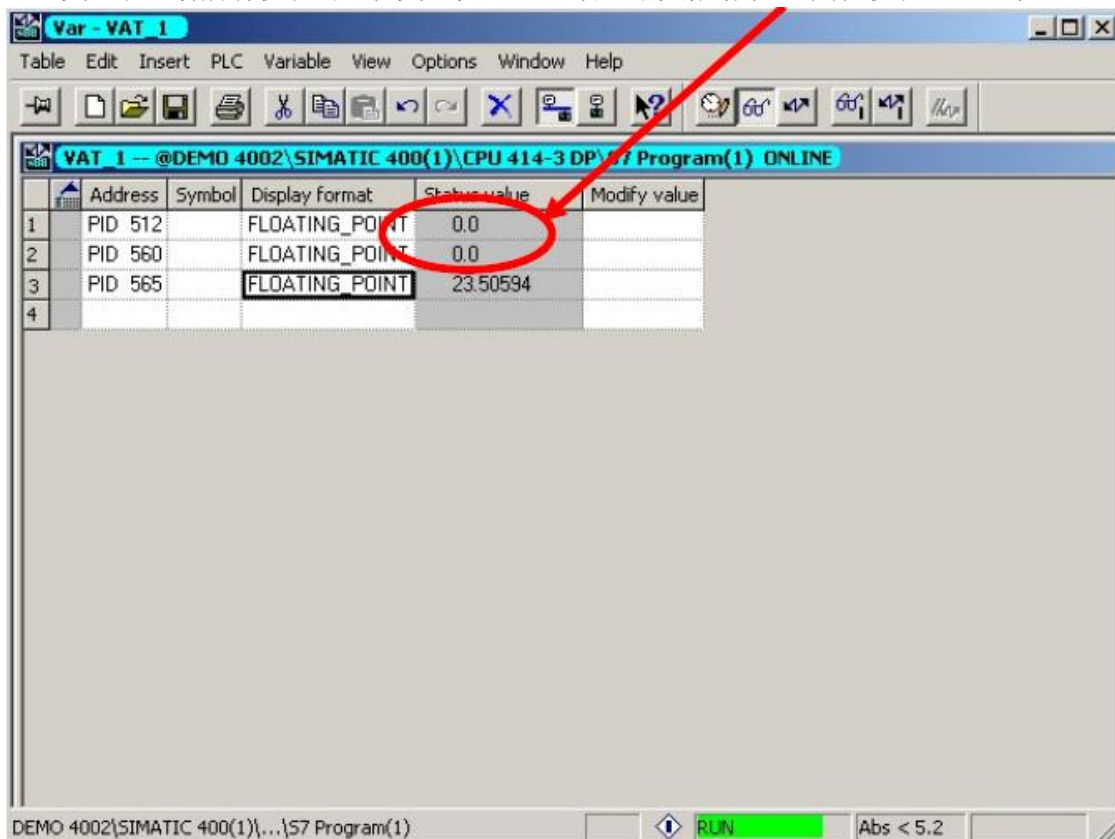 Var - VAT_1
Table Edit Insert PLC Variable View Options Window Help
VAT_1 -- @DEMO 4002\SIMATIC 400(1)\CPU 414-3 DP\S7 Program(1) ONLINE
Address Symbol Display format Status value Modify value
1 PID 512 FLOATING_POINT 0.0
2 PID 560 FLOATING_POINT 0.0
3 PID 565 FLOATING_POINT 23.50594
4
DEMO 4002\SIMATIC 400(1)\...\S7 Program(1) RUN Abs < 5.2